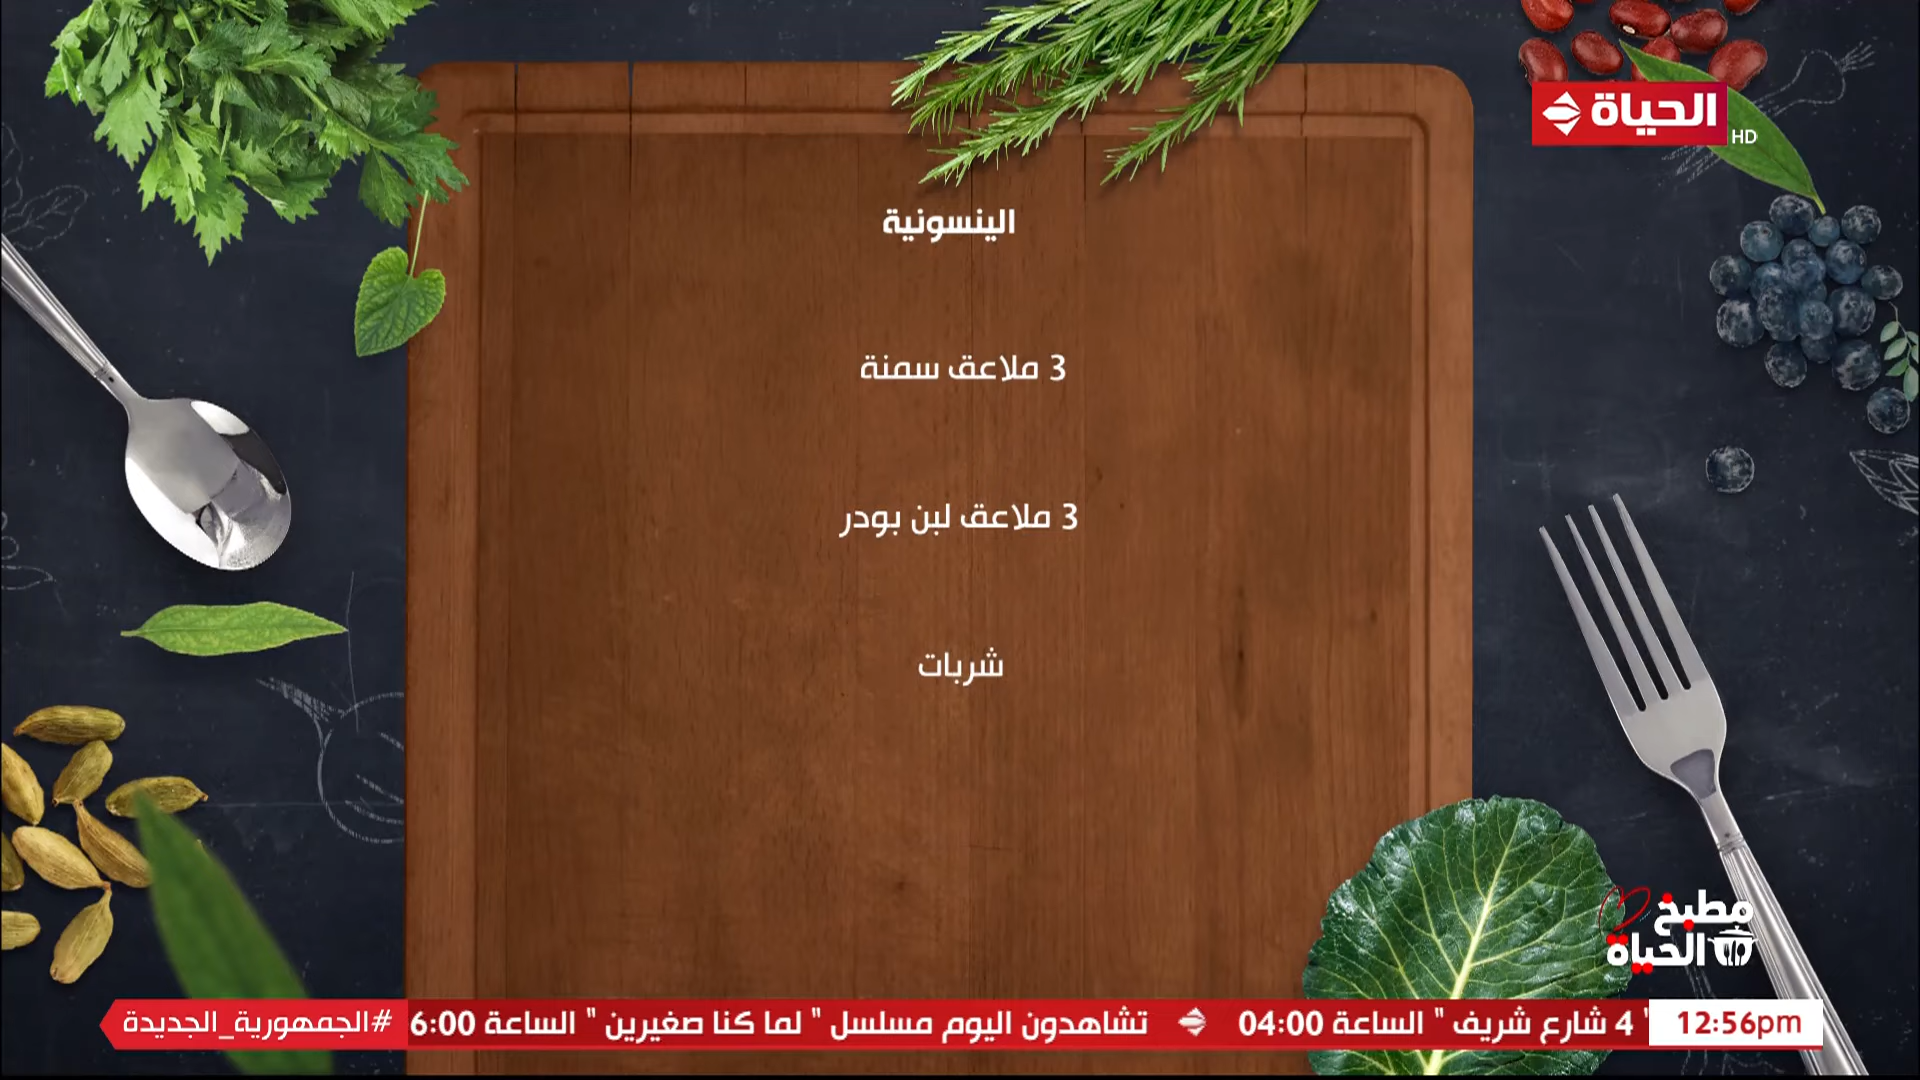 الحياة
HD
الينسونية
3 ملاعق سمنة
3 ملاعق لبن بودر
شربات
مطبخ
الحياة
12:56pm
" 4 شارع شريف " الساعة 04:00 تشاهدون اليوم مسلسل " لما كنا صغيرين " الساعة 6:00
#الجمهورية_الجديدة